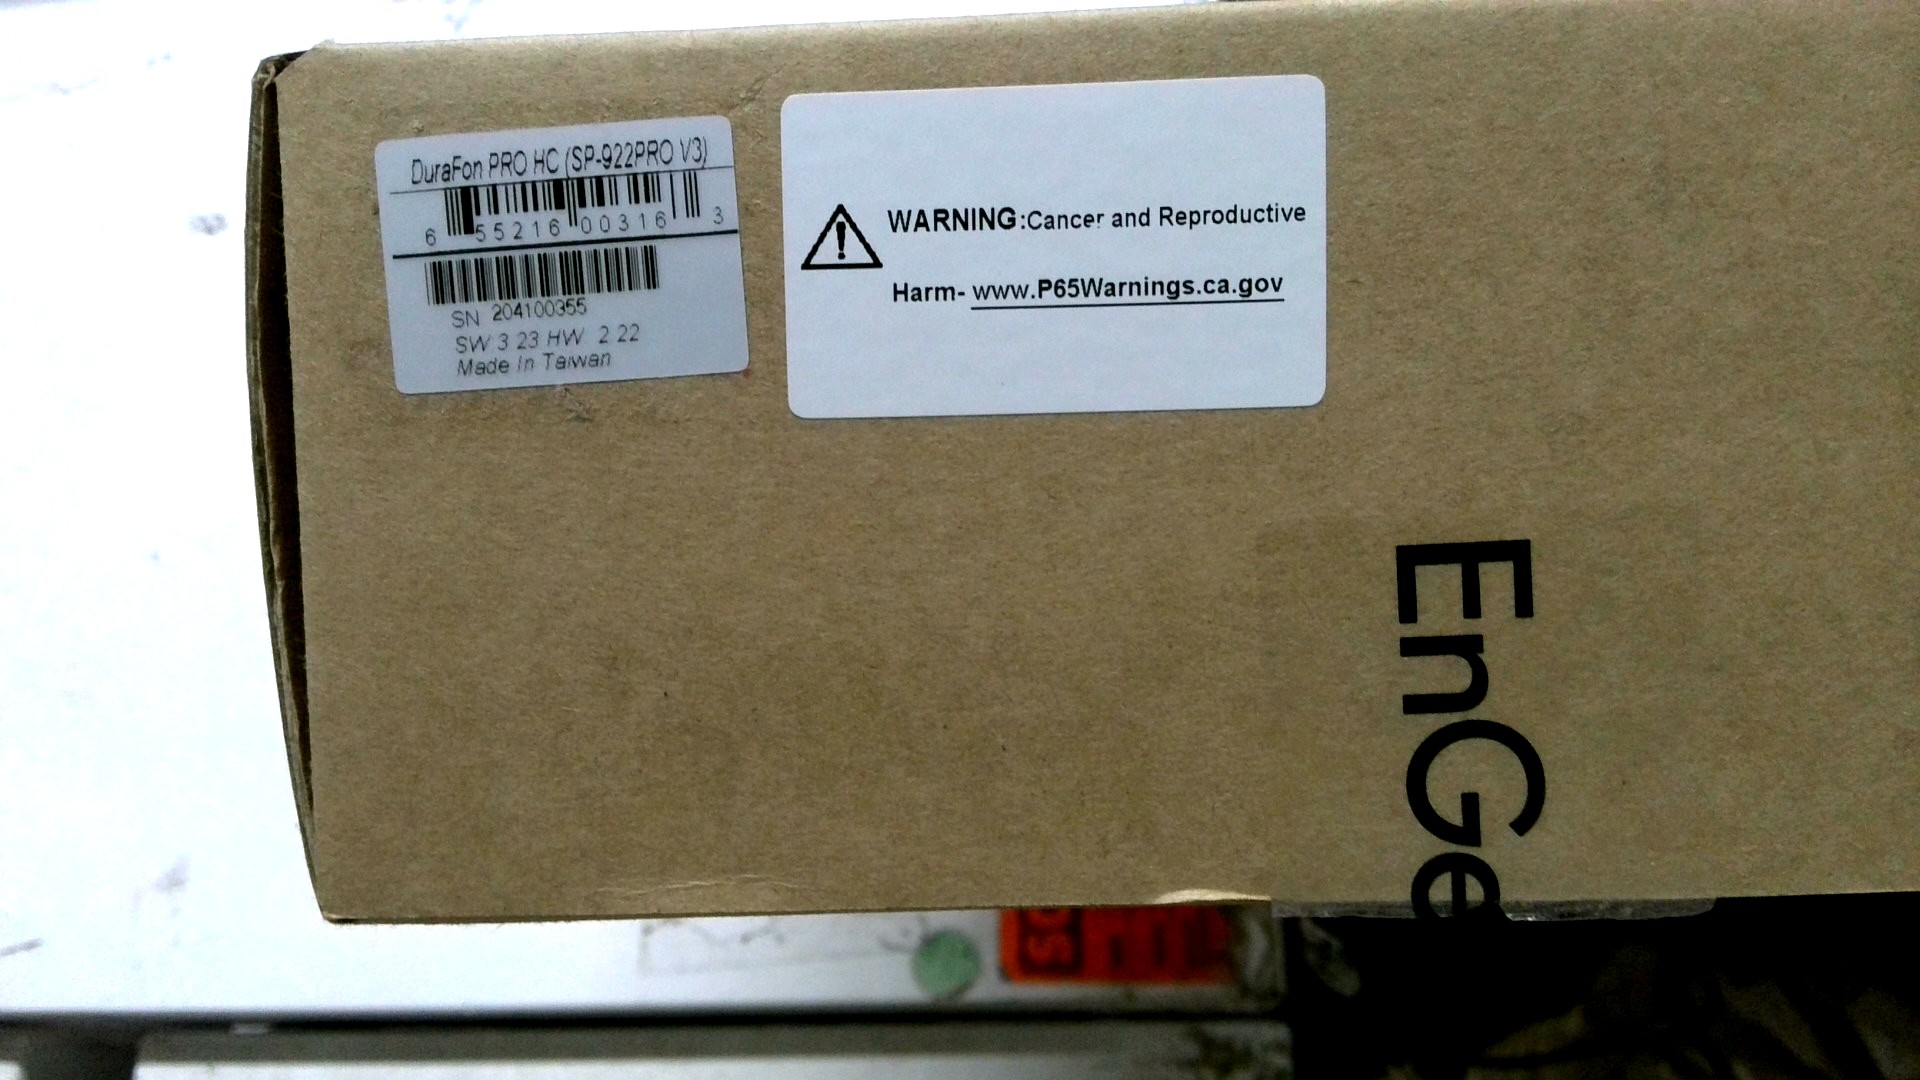 DuraFon PRO HC (SP-922PRO V3)
6 55216 00316 3
SN 204100355
SW 3 23 HW 2 22
Made In Taiwan
WARNING:Cancer and Reproductive
Harm- www.P65Warnings.ca.gov
EnGe